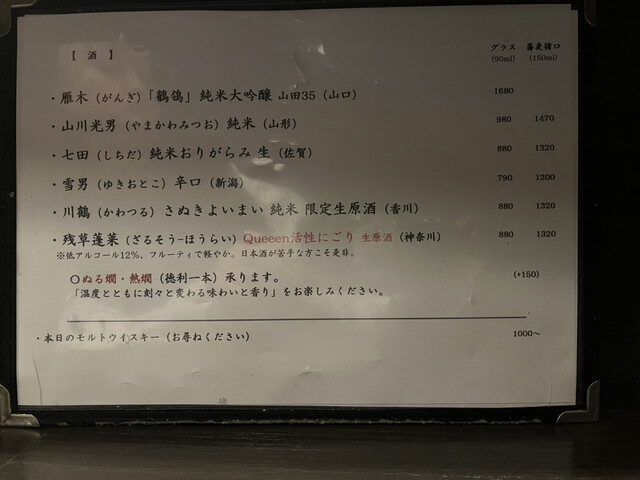 【 酒 】
グラス 蕎麦猪口
(90ml) (150ml)
・雁木（がんぎ）「鶺鴒」純米大吟醸 山田35（山口） 1680
・山川光男（やまかわみつお）純米（山形） 980 1470
・七田（しちだ）純米おりがらみ 生（佐賀） 880 1320
・雪男（ゆきおとこ）辛口（新潟） 790 1200
・川鶴（かわつる）さぬきよいまい 純米 限定生原酒（香川） 880 1320
・残草蓬莱（ざるそう−ほうらい）Queeen活性にごり 生原酒（神奈川） 880 1320
※低アルコール12%、フルーティで軽やか。日本酒が苦手な方こそ是非。
〇ぬる燗・熱燗（徳利一本）承ります。 (+150)
「温度とともに刻々と変わる味わいと香り」をお楽しみください。
・本日のモルトウイスキー（お尋ねください） 1000～